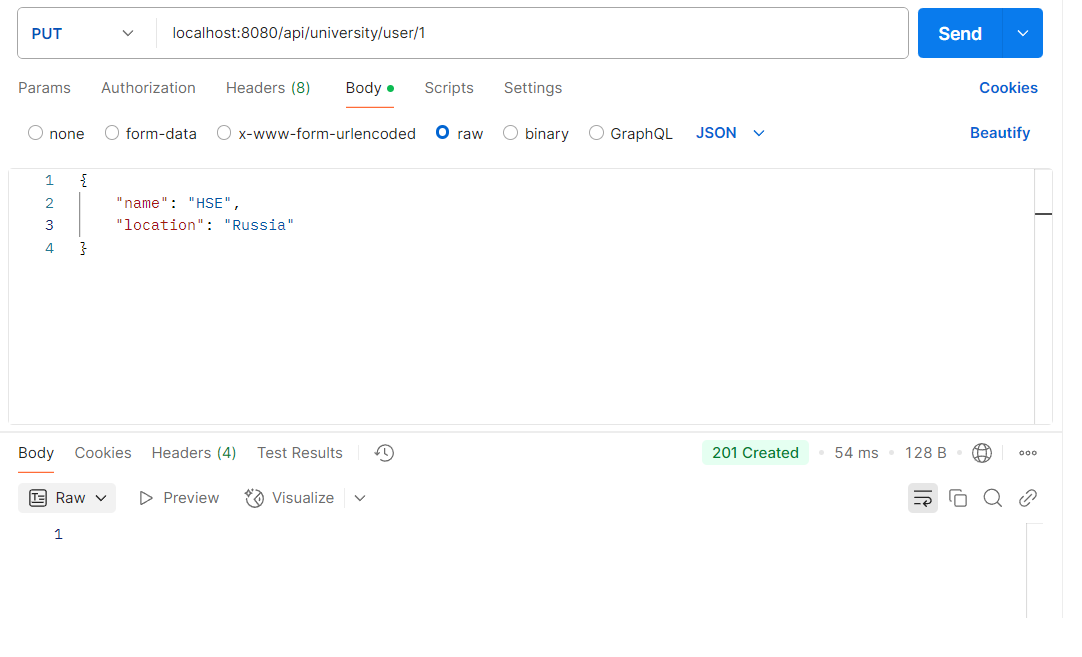 PUT localhost:8080/api/university/user/1 Send
Params Authorization Headers (8) Body Scripts Settings Cookies
none form-data x-www-form-urlencoded raw binary GraphQL JSON Beautify
1 {
2 "name": "HSE",
3 "location": "Russia"
4 }
Body Cookies Headers (4) Test Results 201 Created 54 ms 128 B
Raw Preview Visualize
1